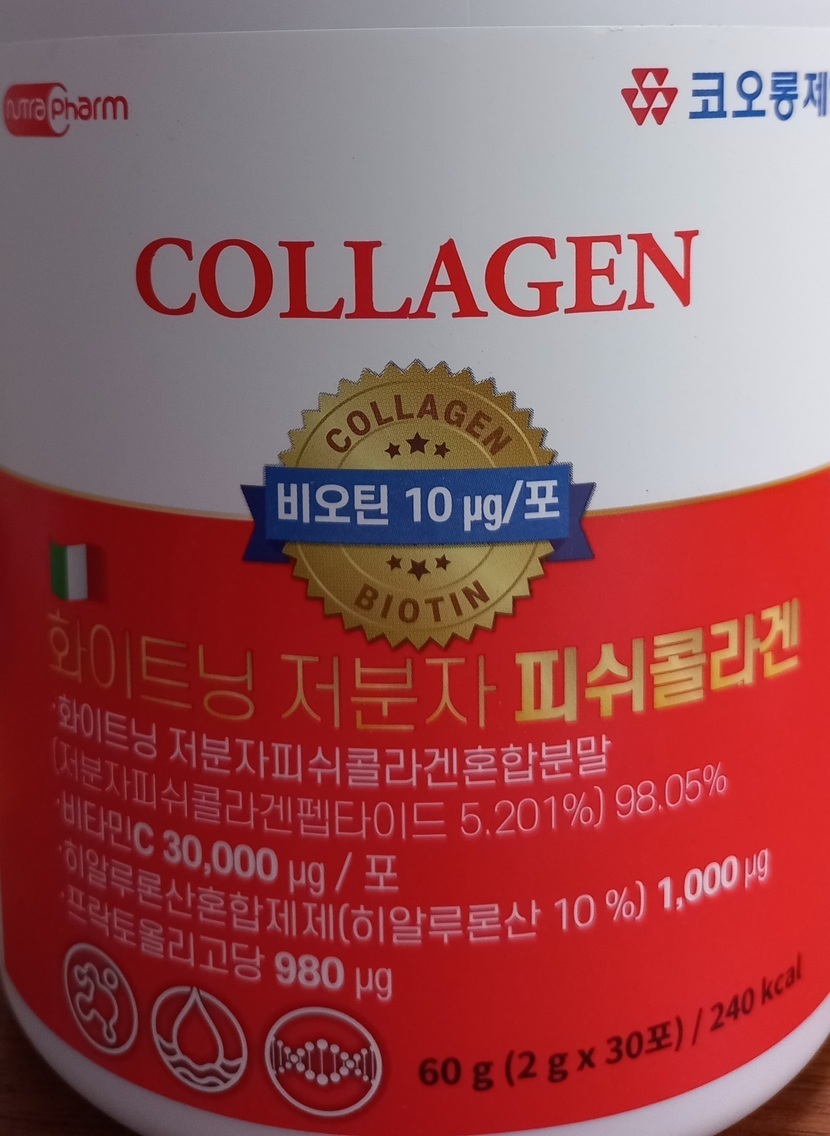 nutraPharm
코오롱제
COLLAGEN
COLLAGEN
비오틴 10 µg/포
BIOTIN
화이트닝 저분자 피쉬콜라겐
·화이트닝 저분자피쉬콜라겐혼합분말
(저분자피쉬콜라겐펩타이드 5.201%) 98.05%
·비타민C 30,000 µg / 포
·히알루론산혼합제제(히알루론산 10 %) 1,000 µg
·프락토올리고당 980 µg
60 g (2 g x 30포) / 240 kcal